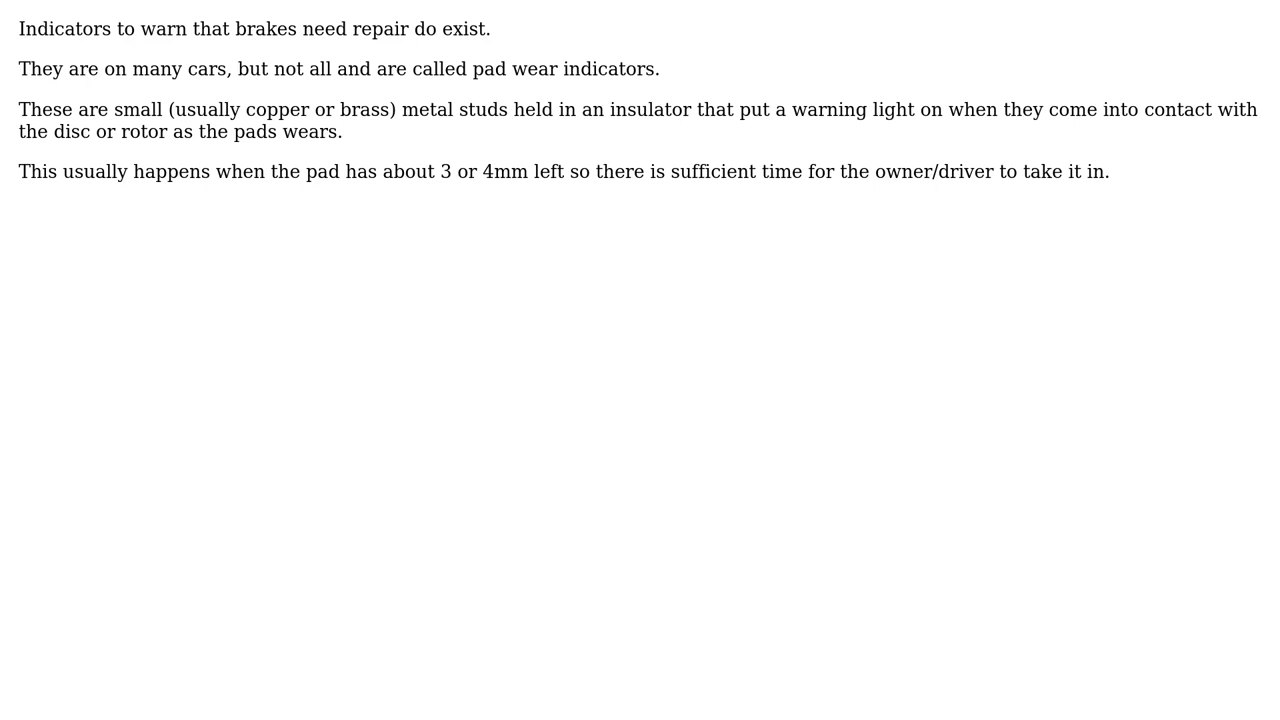 Indicators to warn that brakes need repair do exist.
They are on many cars, but not all and are called pad wear indicators.
These are small (usually copper or brass) metal studs held in an insulator that put a warning light on when they come into contact with
the disc or rotor as the pads wears.
This usually happens when the pad has about 3 or 4mm left so there is sufficient time for the owner/driver to take it in.